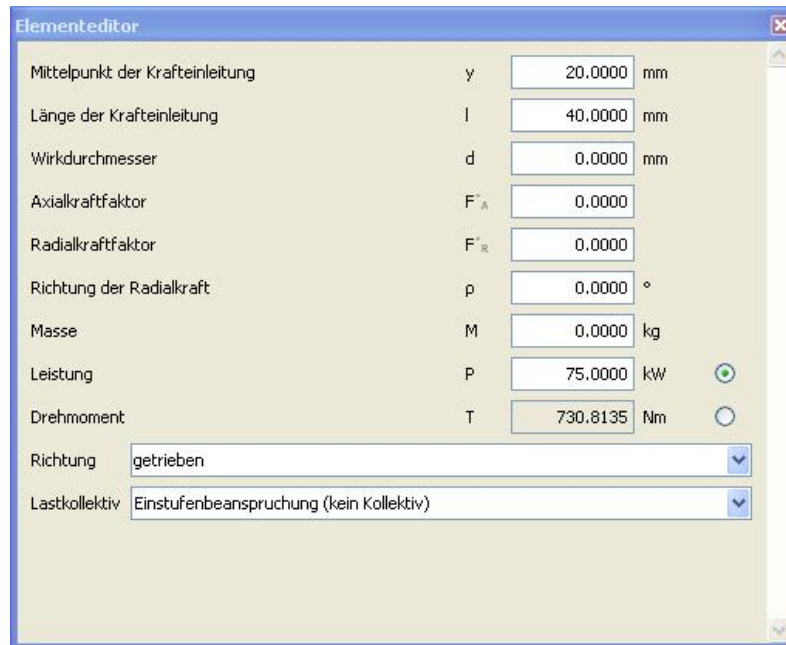 Elementeditor
Mittelpunkt der Krafteinleitung y 20.0000 mm
Länge der Krafteinleitung l 40.0000 mm
Wirkdurchmesser d 0.0000 mm
Axialkraftfaktor F*A 0.0000
Radialkraftfaktor F*R 0.0000
Richtung der Radialkraft ρ 0.0000 °
Masse M 0.0000 kg
Leistung P 75.0000 kW
Drehmoment T 730.8135 Nm
Richtung getrieben
Lastkollektiv Einstufenbeanspruchung (kein Kollektiv)